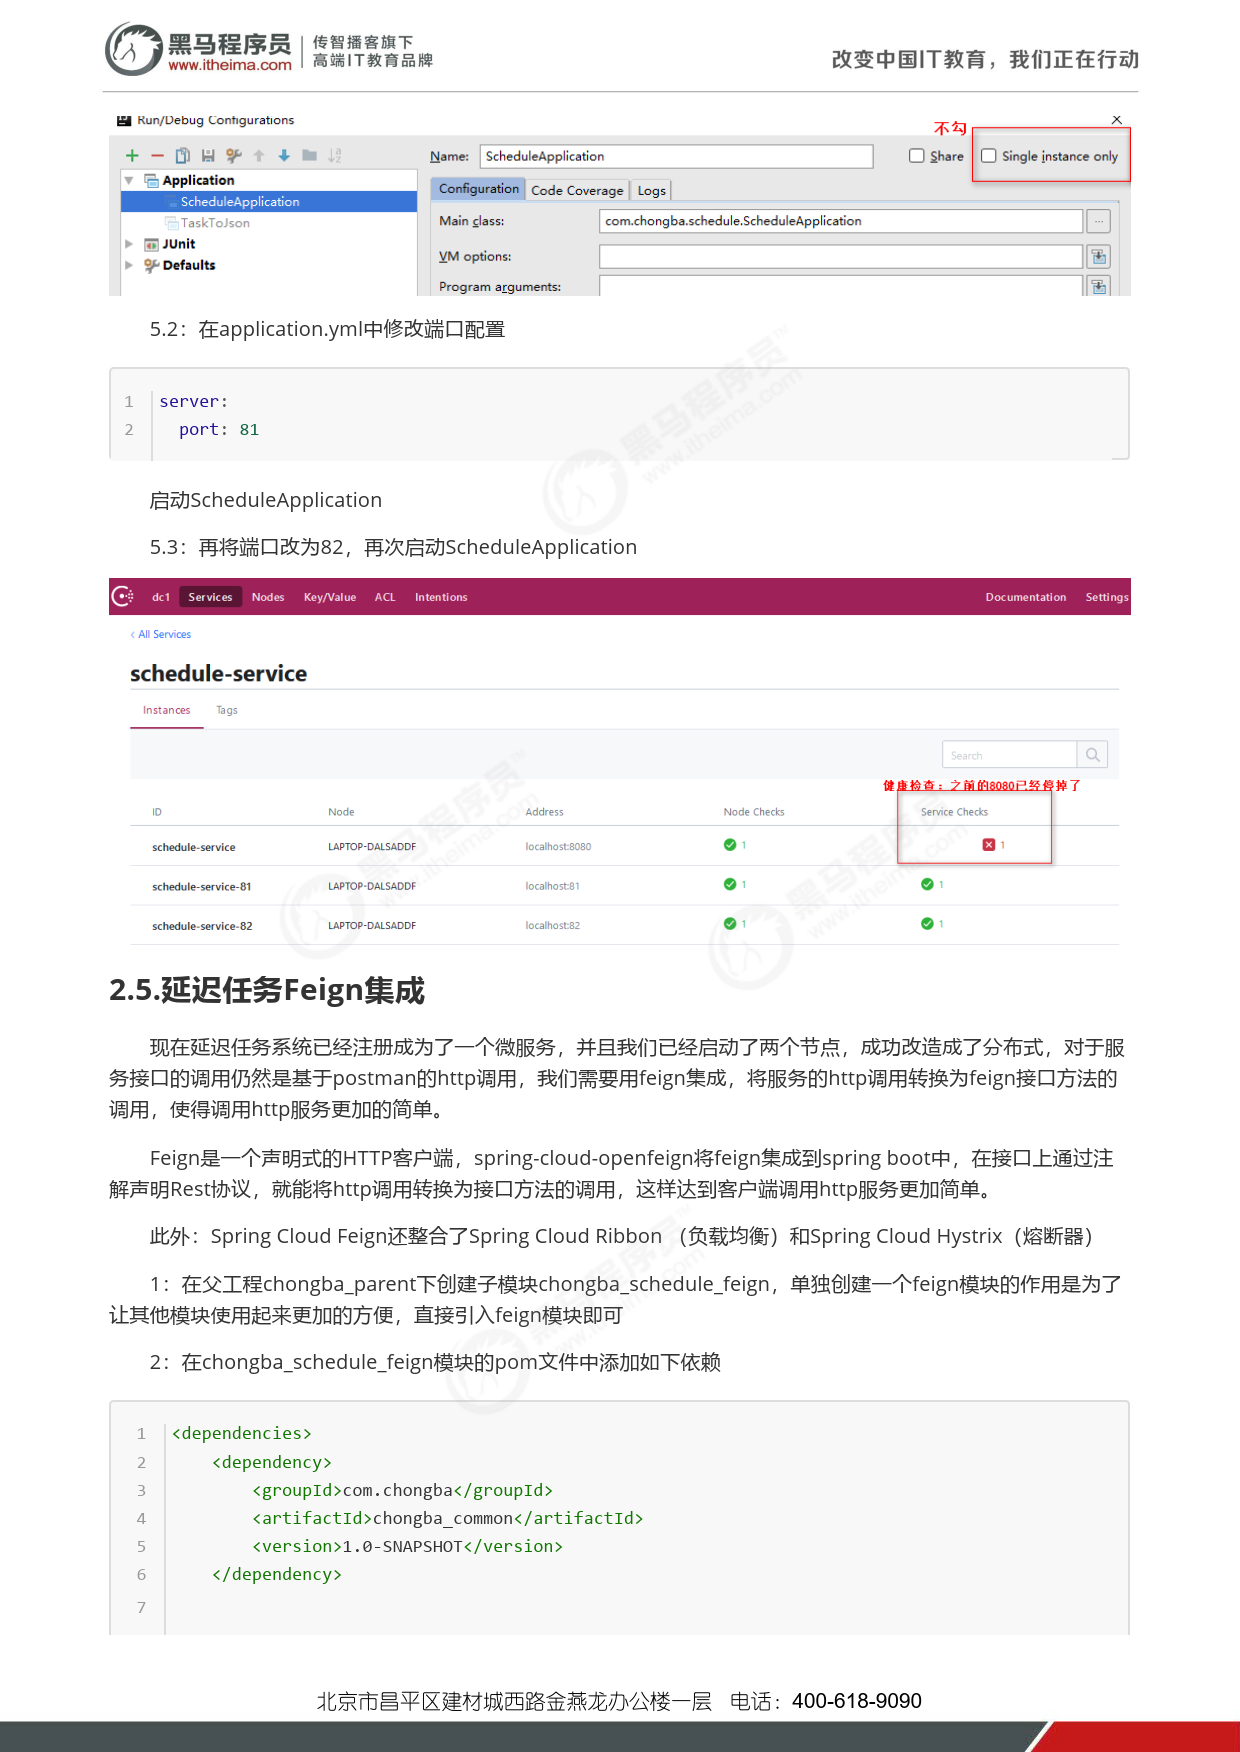 黑马程序员
www.itheima.com
传智播客旗下
高端IT教育品牌
改变中国IT教育，我们正在行动
Run/Debug Configurations
不勾
Name: ScheduleApplication
Share
Single instance only
Application
ScheduleApplication
TaskToJson
JUnit
Defaults
Configuration Code Coverage Logs
Main class: com.chongba.schedule.ScheduleApplication
VM options:
Program arguments:
5.2：在application.yml中修改端口配置
1 server:
2 port: 81
启动ScheduleApplication
5.3：再将端口改为82，再次启动ScheduleApplication
dc1 Services Nodes Key/Value ACL Intentions Documentation Settings
‹ All Services
schedule-service
Instances Tags
Search
健康检查：之前的8080已经停掉了
ID Node Address Node Checks Service Checks
schedule-service LAPTOP-DALSADDF localhost:8080 1 1
schedule-service-81 LAPTOP-DALSADDF localhost:81 1 1
schedule-service-82 LAPTOP-DALSADDF localhost:82 1 1
2.5.延迟任务Feign集成
现在延迟任务系统已经注册成为了一个微服务，并且我们已经启动了两个节点，成功改造成了分布式，对于服
务接口的调用仍然是基于postman的http调用，我们需要用feign集成，将服务的http调用转换为feign接口方法的
调用，使得调用http服务更加的简单。
Feign是一个声明式的HTTP客户端，spring-cloud-openfeign将feign集成到spring boot中，在接口上通过注
解声明Rest协议，就能将http调用转换为接口方法的调用，这样达到客户端调用http服务更加简单。
此外：Spring Cloud Feign还整合了Spring Cloud Ribbon （负载均衡）和Spring Cloud Hystrix（熔断器）
1：在父工程chongba_parent下创建子模块chongba_schedule_feign，单独创建一个feign模块的作用是为了
让其他模块使用起来更加的方便，直接引入feign模块即可
2：在chongba_schedule_feign模块的pom文件中添加如下依赖
1 <dependencies>
2 <dependency>
3 <groupId>com.chongba</groupId>
4 <artifactId>chongba_common</artifactId>
5 <version>1.0-SNAPSHOT</version>
6 </dependency>
7
北京市昌平区建材城西路金燕龙办公楼一层 电话：400-618-9090